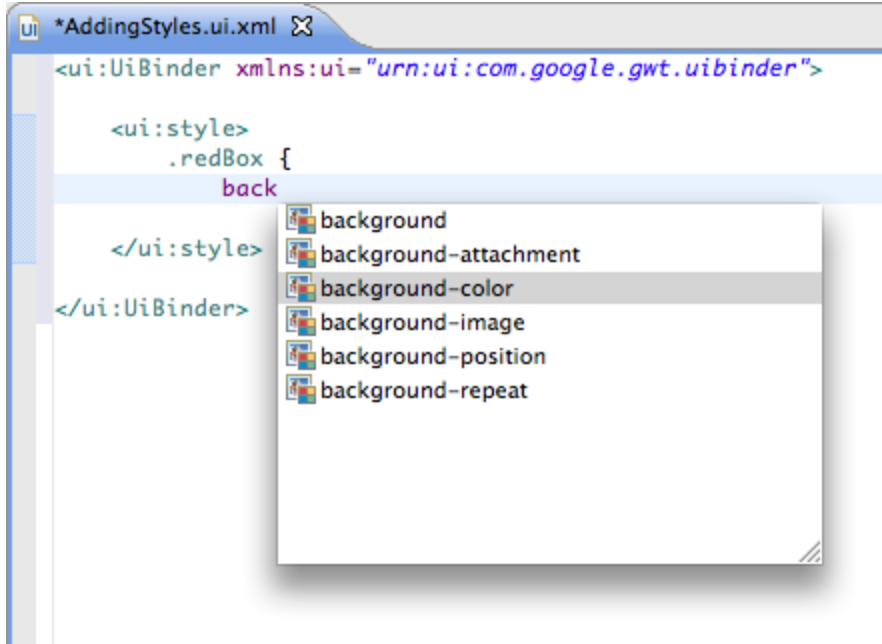 UI *AddingStyles.ui.xml
<ui:UiBinder xmlns:ui="urn:ui:com.google.gwt.uibinder">
<ui:style>
.redBox {
back
background
background-attachment
</ui:style>
background-color
</ui:UiBinder>
background-image
background-position
background-repeat